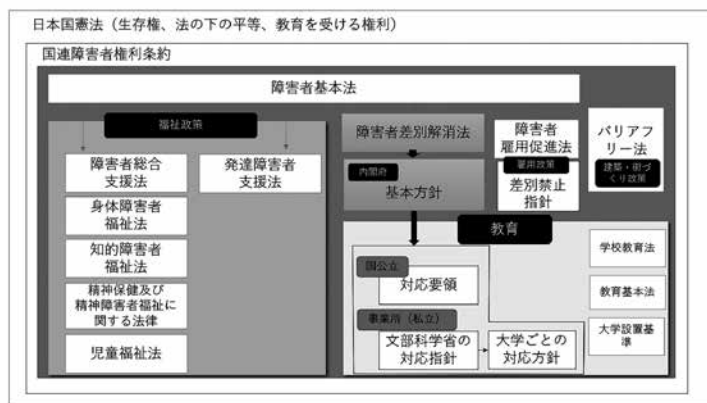 日本国憲法（生存権、法の下の平等、教育を受ける権利）
国連障害者権利条約
障害者基本法
福祉政策
障害者総合
支援法
発達障害者
支援法
身体障害者
福祉法
知的障害者
福祉法
精神保健及び
精神障害者福祉に
関する法律
児童福祉法
障害者差別解消法
内閣府
基本方針
障害者
雇用促進法
雇用政策
差別禁止
指針
バリアフ
リー法
建築・街づ
くり政策
教育
国公立
対応要領
事業所（私立）
文部科学省の
対応指針
大学ごとの
対応方針
学校教育法
教育基本法
大学設置基
準